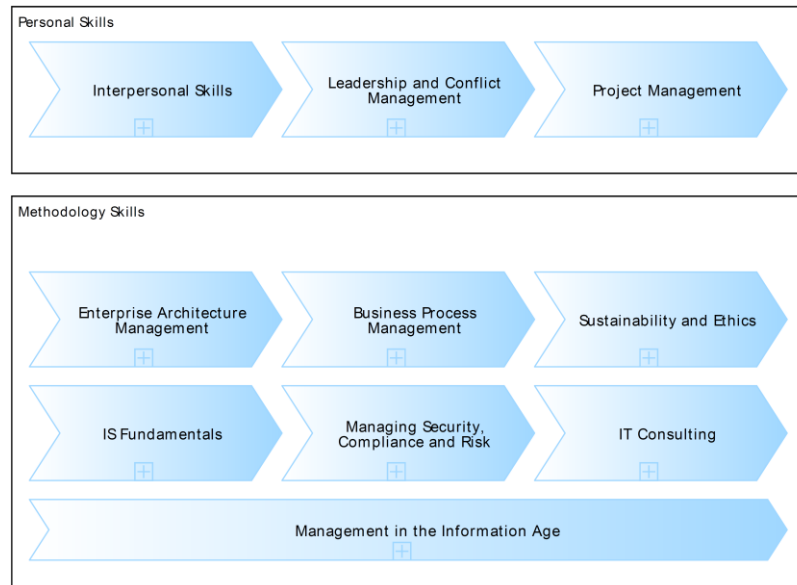 Personal Skills
Interpersonal Skills
Leadership and Conflict
Management
Project Management
Methodology Skills
Enterprise Architecture
Management
Business Process
Management
Sustainability and Ethics
IS Fundamentals
Managing Security,
Compliance and Risk
IT Consulting
Management in the Information Age